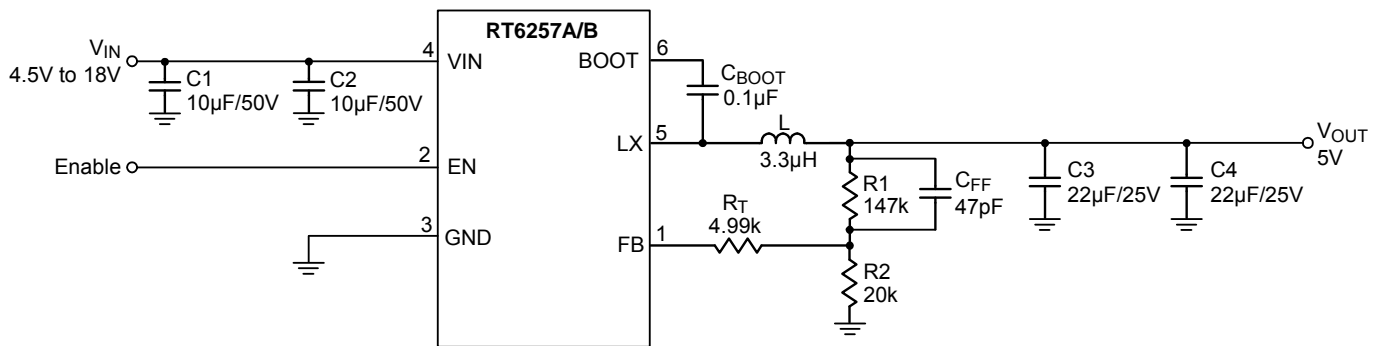 RT6257A/B
VIN
4.5V to 18V
C1
10µF/50V
C2
10µF/50V
4
VIN
BOOT
6
CBOOT
0.1µF
LX
5
L
3.3µH
VOUT
5V
Enable
2
EN
R1
147k
CFF
47pF
C3
22µF/25V
C4
22µF/25V
RT
4.99k
3
GND
FB
1
R2
20k